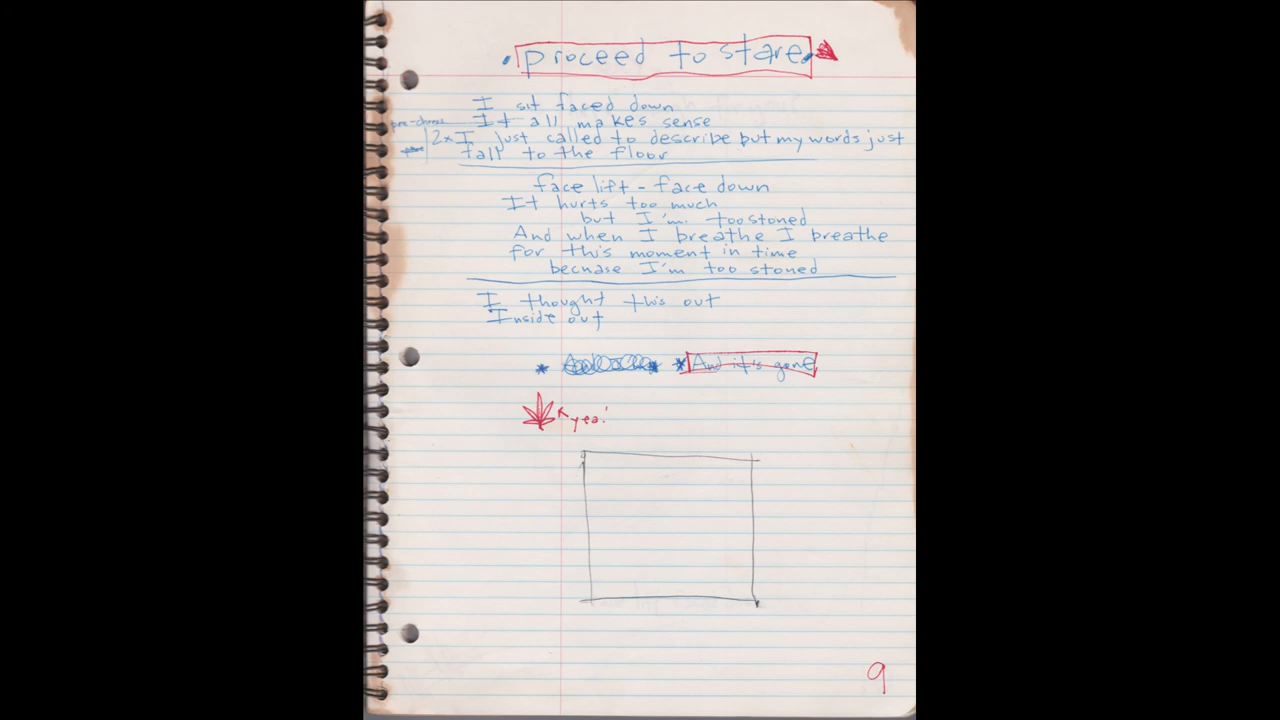 proceed to stare
I sit faced down
pre-chorus It all makes sense
2x I just called to describe but my words just
fall to the floor
face lift - face down
It hurts too much
but I'm too stoned
And when I breathe I breathe
for this moment in time
becuase I'm too stoned
I thought this out
Inside out
And it's gone
yea!
9